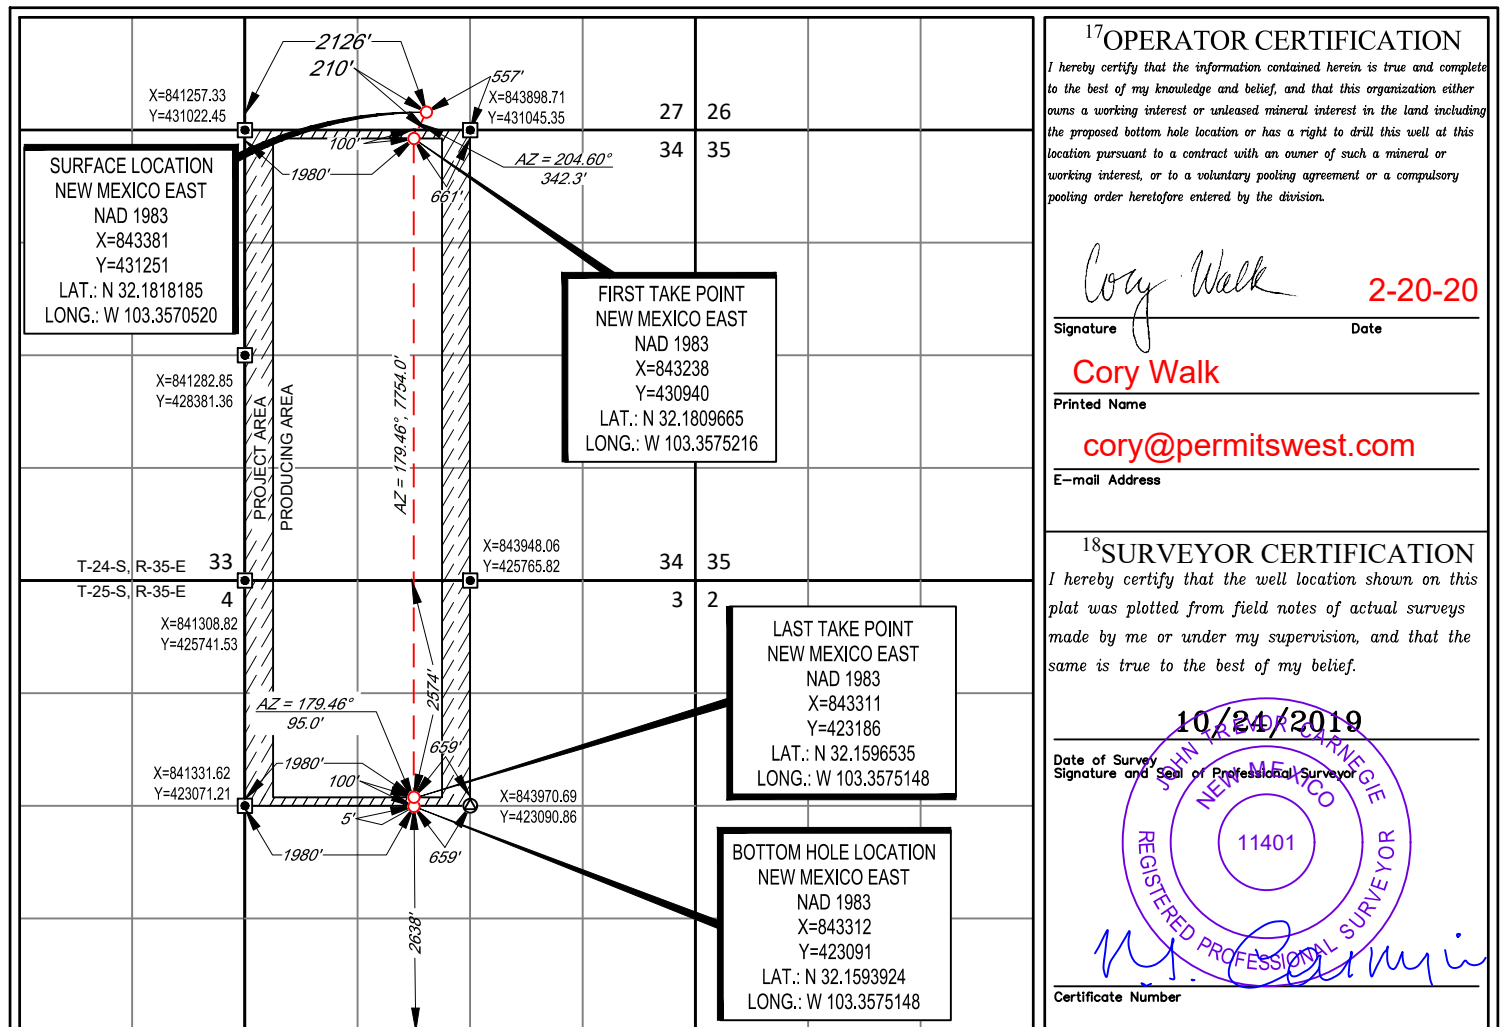 2126'
210'
557'
X=841257.33
Y=431022.45
X=843898.71
Y=431045.35
27 26
34 35
100'
1980'
661'
AZ = 204.60°
342.3'
SURFACE LOCATION
NEW MEXICO EAST
NAD 1983
X=843381
Y=431251
LAT.: N 32.1818185
LONG.: W 103.3570520
FIRST TAKE POINT
NEW MEXICO EAST
NAD 1983
X=843238
Y=430940
LAT.: N 32.1809665
LONG.: W 103.3575216
X=841282.85
Y=428381.36
PROJECT AREA
PRODUCING AREA
AZ = 179.46°, 7754.0'
X=843948.06
Y=425765.82
T-24-S, R-35-E 33
T-25-S, R-35-E 4
34 35
3 2
X=841308.82
Y=425741.53
2574'
LAST TAKE POINT
NEW MEXICO EAST
NAD 1983
X=843311
Y=423186
LAT.: N 32.1596535
LONG.: W 103.3575148
AZ = 179.46°
95.0'
659'
1980'
100'
X=841331.62
Y=423071.21
X=843970.69
Y=423090.86
5'
1980'
659'
2638'
BOTTOM HOLE LOCATION
NEW MEXICO EAST
NAD 1983
X=843312
Y=423091
LAT.: N 32.1593924
LONG.: W 103.3575148
17OPERATOR CERTIFICATION
I hereby certify that the information contained herein is true and complete
to the best of my knowledge and belief, and that this organization either
owns a working interest or unleased mineral interest in the land including
the proposed bottom hole location or has a right to drill this well at this
location pursuant to a contract with an owner of such a mineral or
working interest, or to a voluntary pooling agreement or a compulsory
pooling order heretofore entered by the division.
Cory Walk 2-20-20
Signature Date
Cory Walk
Printed Name
cory@permitswest.com
E-mail Address
18SURVEYOR CERTIFICATION
I hereby certify that the well location shown on this
plat was plotted from field notes of actual surveys
made by me or under my supervision, and that the
same is true to the best of my belief.
10/24/2019
Date of Survey
Signature and Seal of Professional Surveyor
JOHN TREVOR CARNEGIE
NEW MEXICO
11401
REGISTERED PROFESSIONAL SURVEYOR
Certificate Number